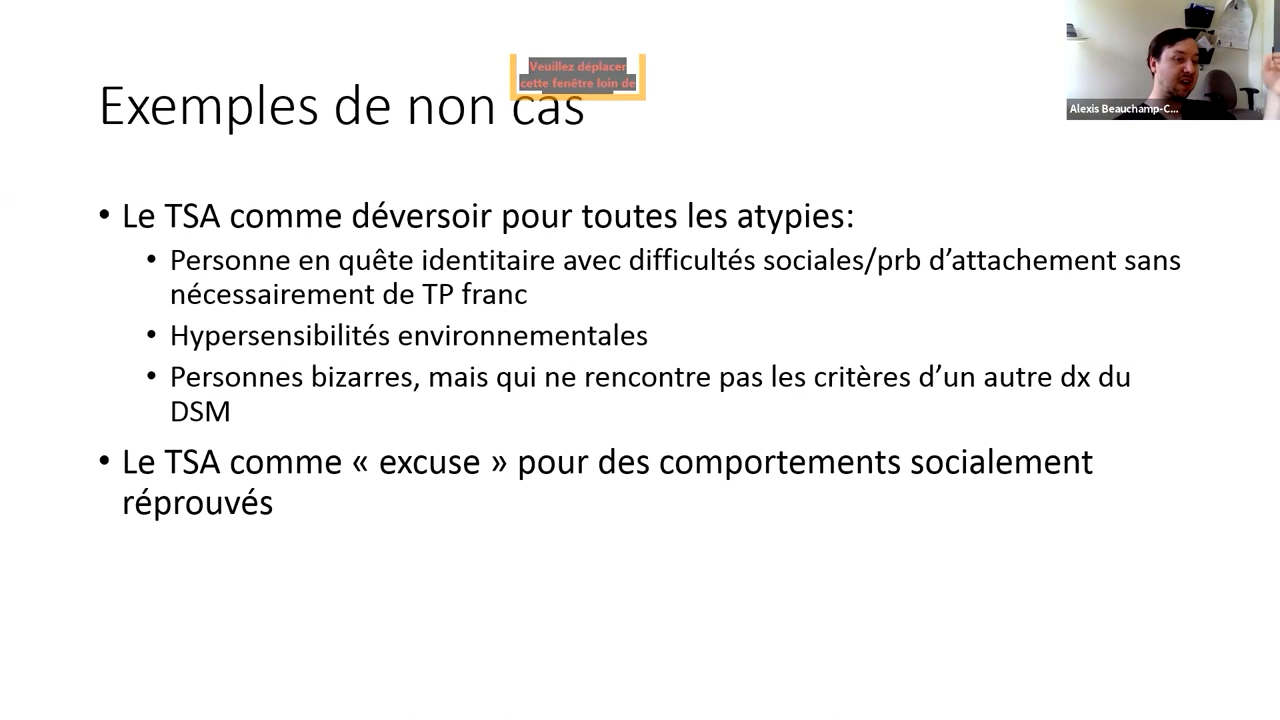 Veuillez déplacer
cette fenêtre loin de
Exemples de non cas
Alexis Beauchamp-C...
• Le TSA comme déversoir pour toutes les atypies:
• Personne en quête identitaire avec difficultés sociales/prb d’attachement sans
nécessairement de TP franc
• Hypersensibilités environnementales
• Personnes bizarres, mais qui ne rencontre pas les critères d’un autre dx du
DSM
• Le TSA comme « excuse » pour des comportements socialement
réprouvés